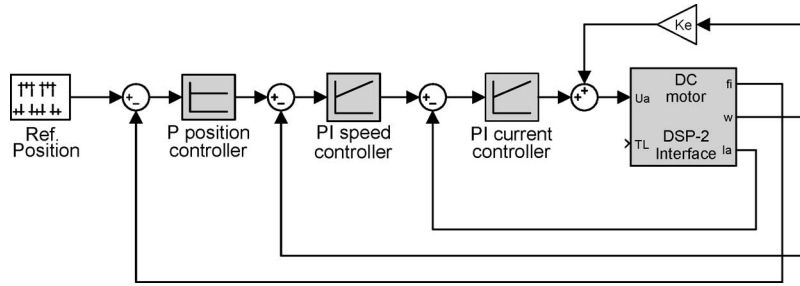 Ke
DC
motor
fi
Ua
w
DSP-2
TL
Interface
Ia
Ref.
Position
P position
controller
PI speed
controller
PI current
controller